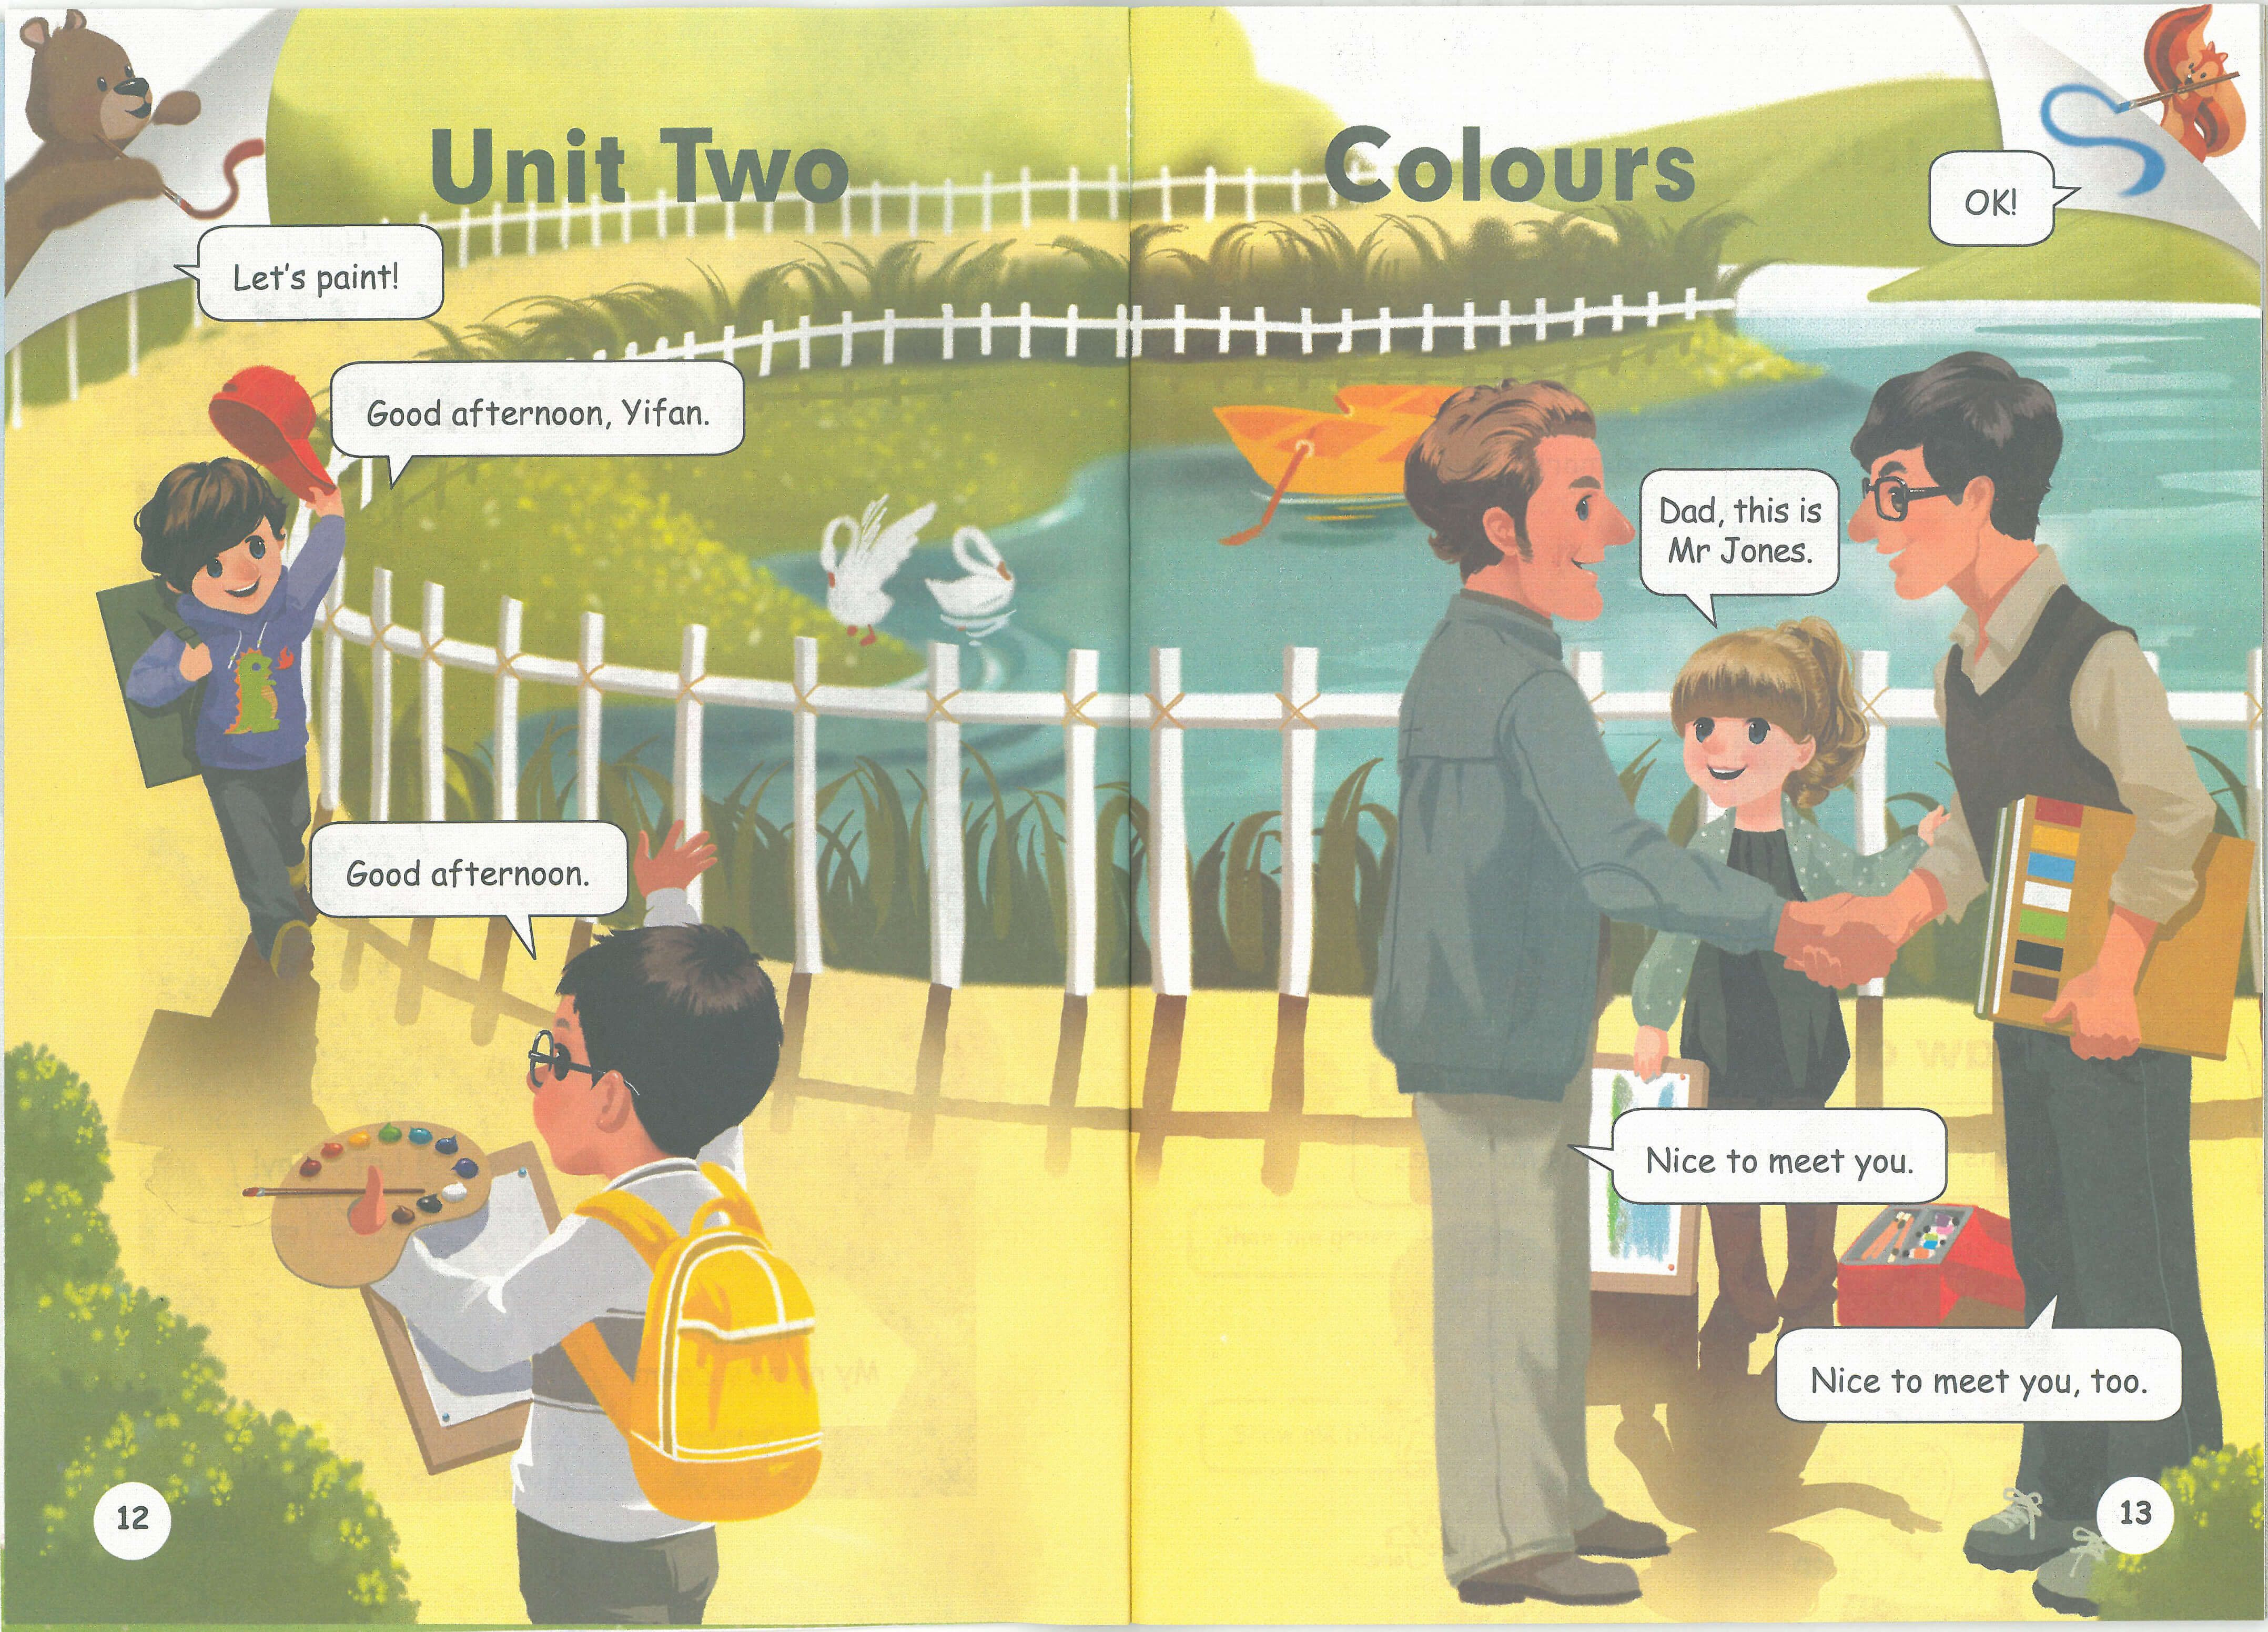 Unit Two
Colours
OK!
Let's paint!
Good afternoon, Yifan.
Dad, this is
Mr Jones.
Good afternoon.
Nice to meet you.
Nice to meet you, too.
12
13